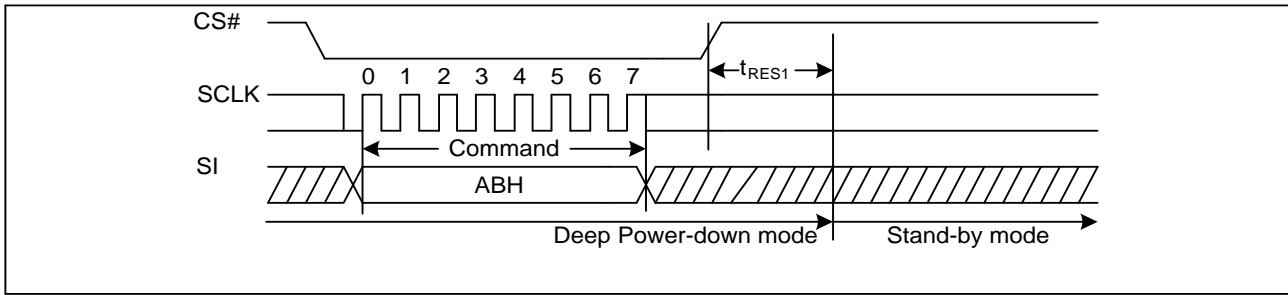 CS#
tRES1
0 1 2 3 4 5 6 7
SCLK
Command
SI
ABH
Deep Power-down mode Stand-by mode